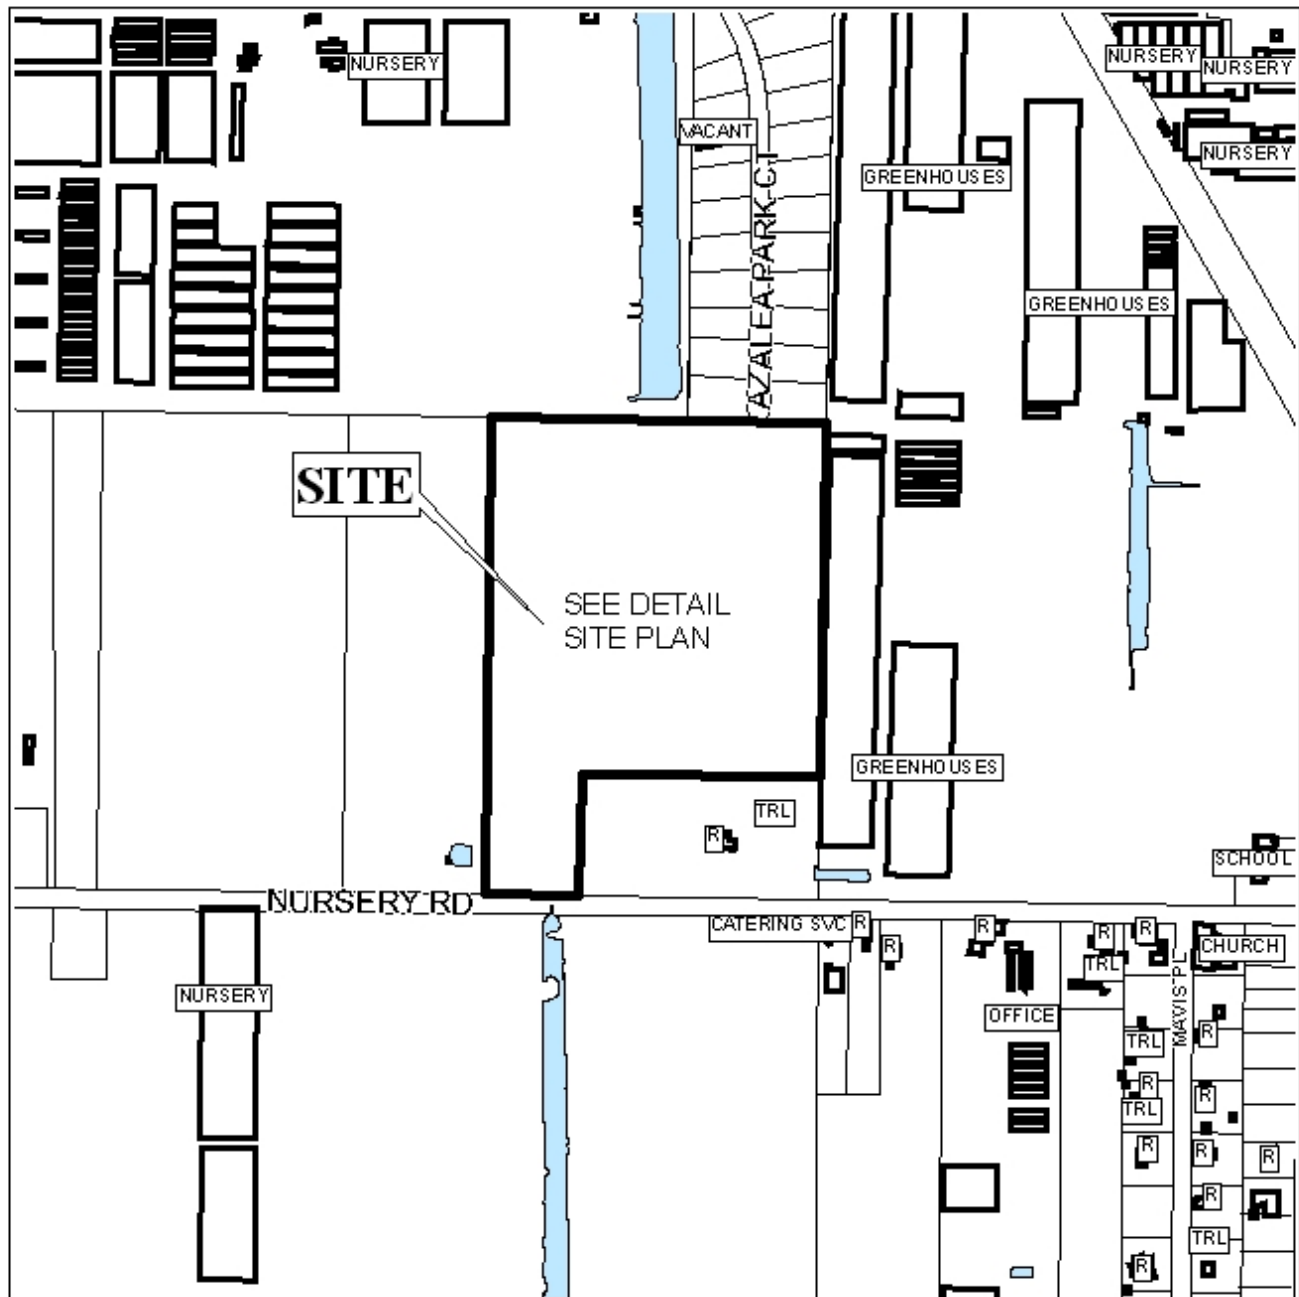 NURSERY
NURSERY
NURSERY
VACANT
NURSERY
GREENHOUSES
AZALEA PARK CT
GREENHOUSES
SITE
SEE DETAIL
SITE PLAN
GREENHOUSES
TRL
R
SCHOOL
NURSERY RD
CATERING SVC
R
R
R
R
R
CHURCH
TRL
NURSERY
OFFICE
MAVIS PL
TRL
R
R
R
TRL
R
R
R
R
TRL
R